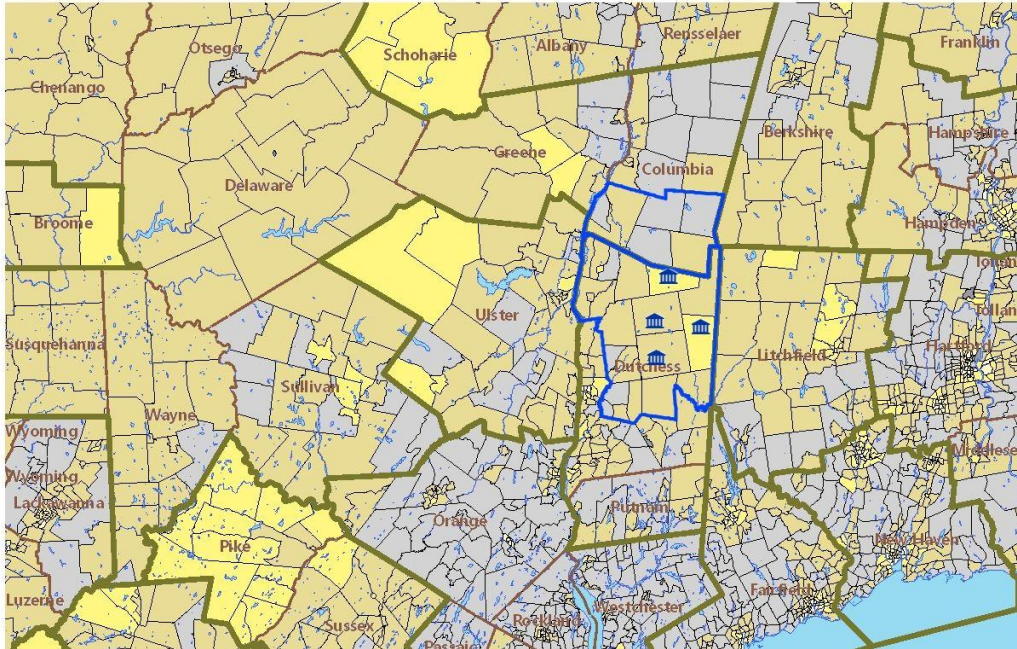 Otsego
Schoharie
Albany
Rensselaer
Franklin
Chenango
Berkshire
Hampshire
Greene
Columbia
Delaware
Broome
Hampden
Ulster
Tollan
Susquehanna
Sullivan
Dutchess
Litchfield
Hartford
Wayne
Wyoming
Middlesex
Wyoming
Lackawanna
Orange
Putnam
Pike
New Haven
Luzerne
Fairfield
Westchester
Rockland
Sussex
Passaic